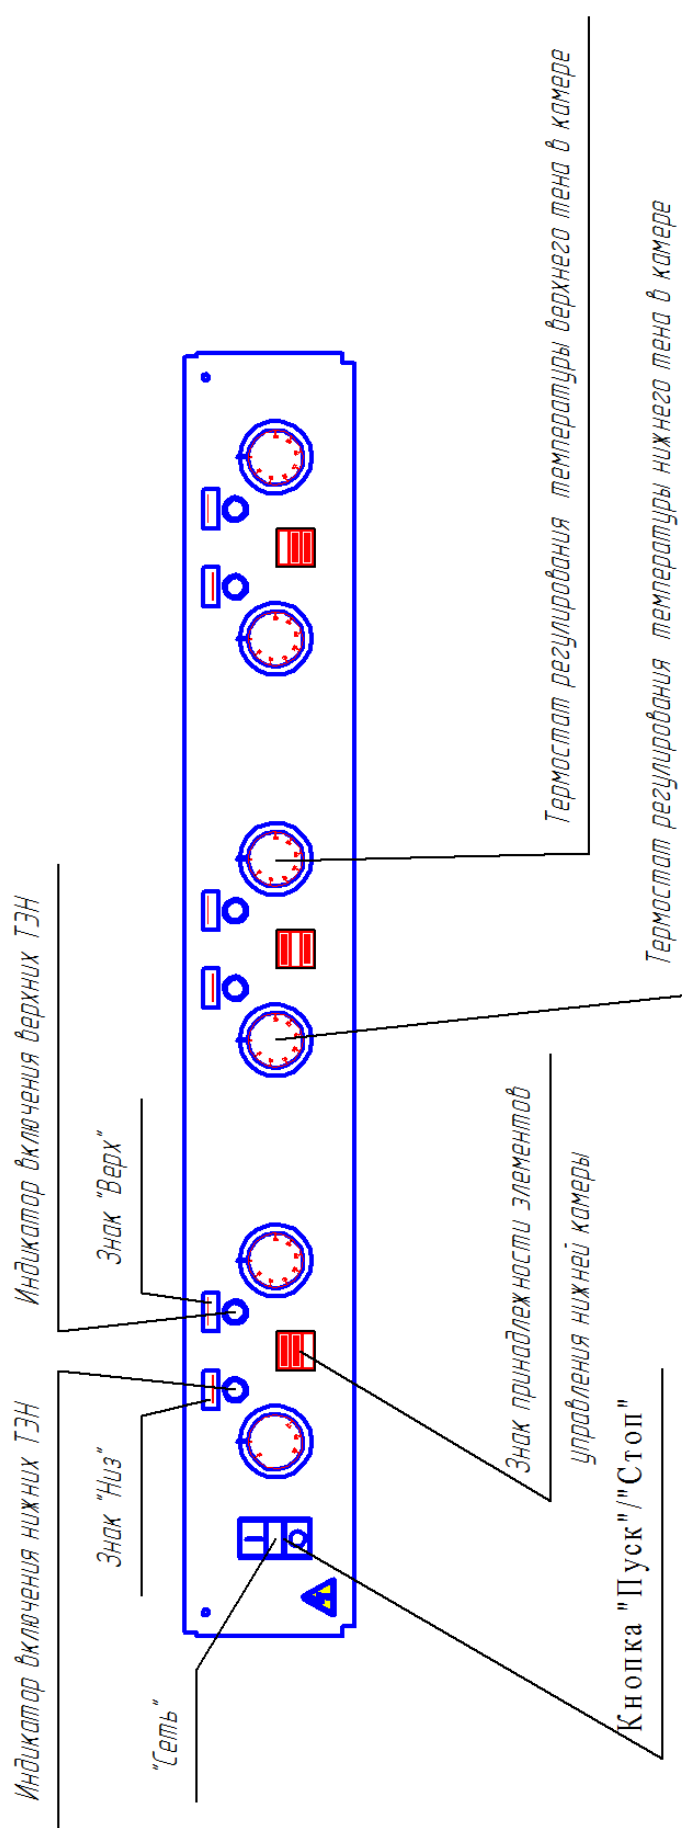 Индикатор включения нижних ТЭН
Индикатор включения верхних ТЭН
Знак "Низ"
Знак "Верх"
"Сеть"
Знак принадлежности элементов
управления нижней камеры
Термостат регулирования температуры верхнего тена в камере
Кнопка "Пуск"/"Стоп"
Термостат регулирования температуры нижнего тена в камере